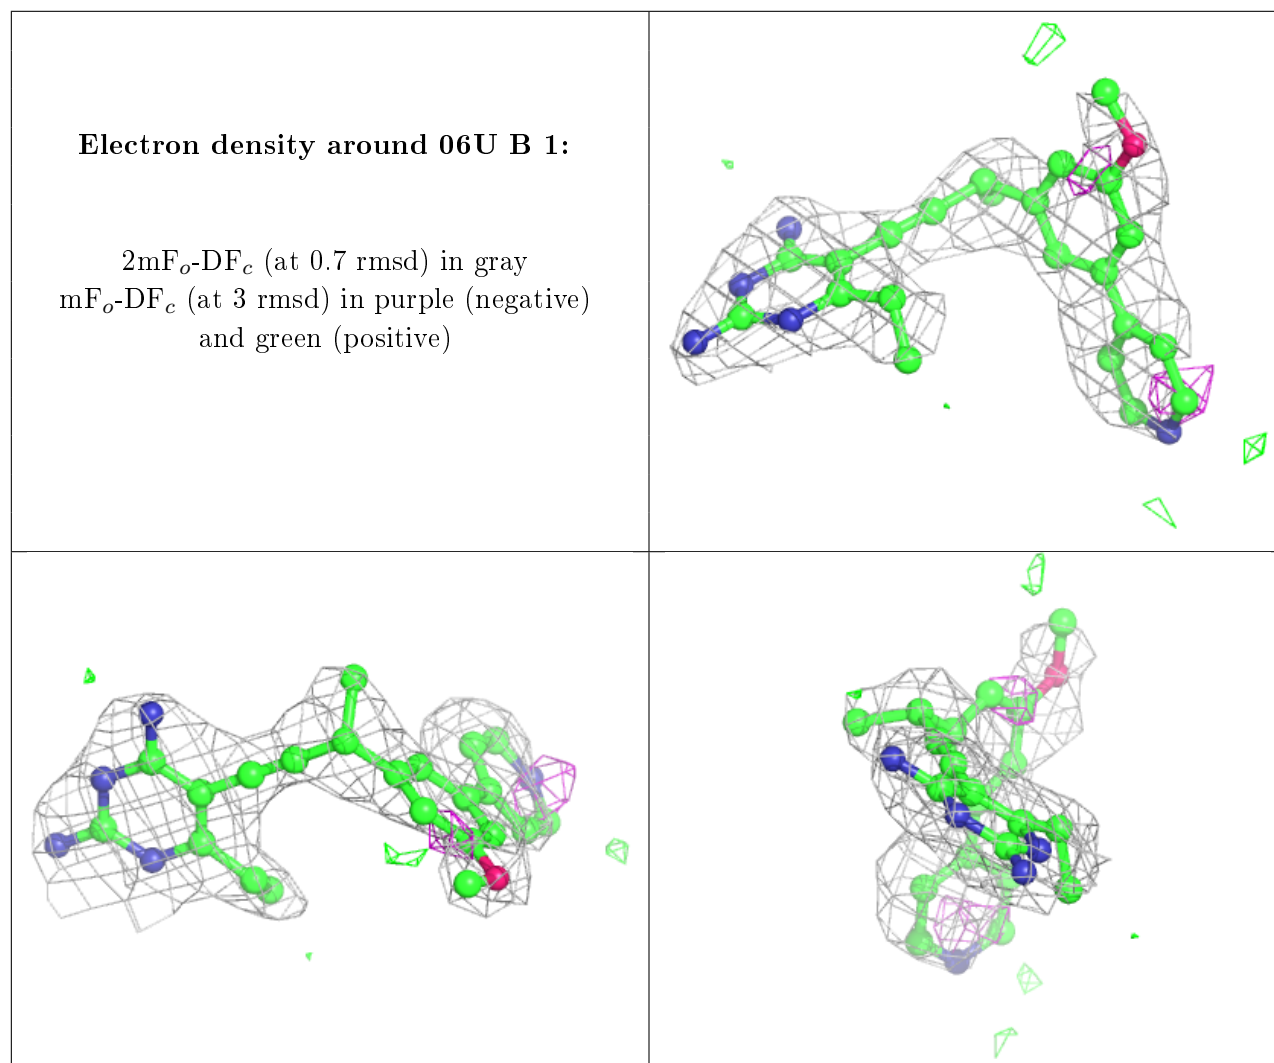 Electron density around 06U B 1:
2mFo-DFc (at 0.7 rmsd) in gray
mFo-DFc (at 3 rmsd) in purple (negative)
and green (positive)